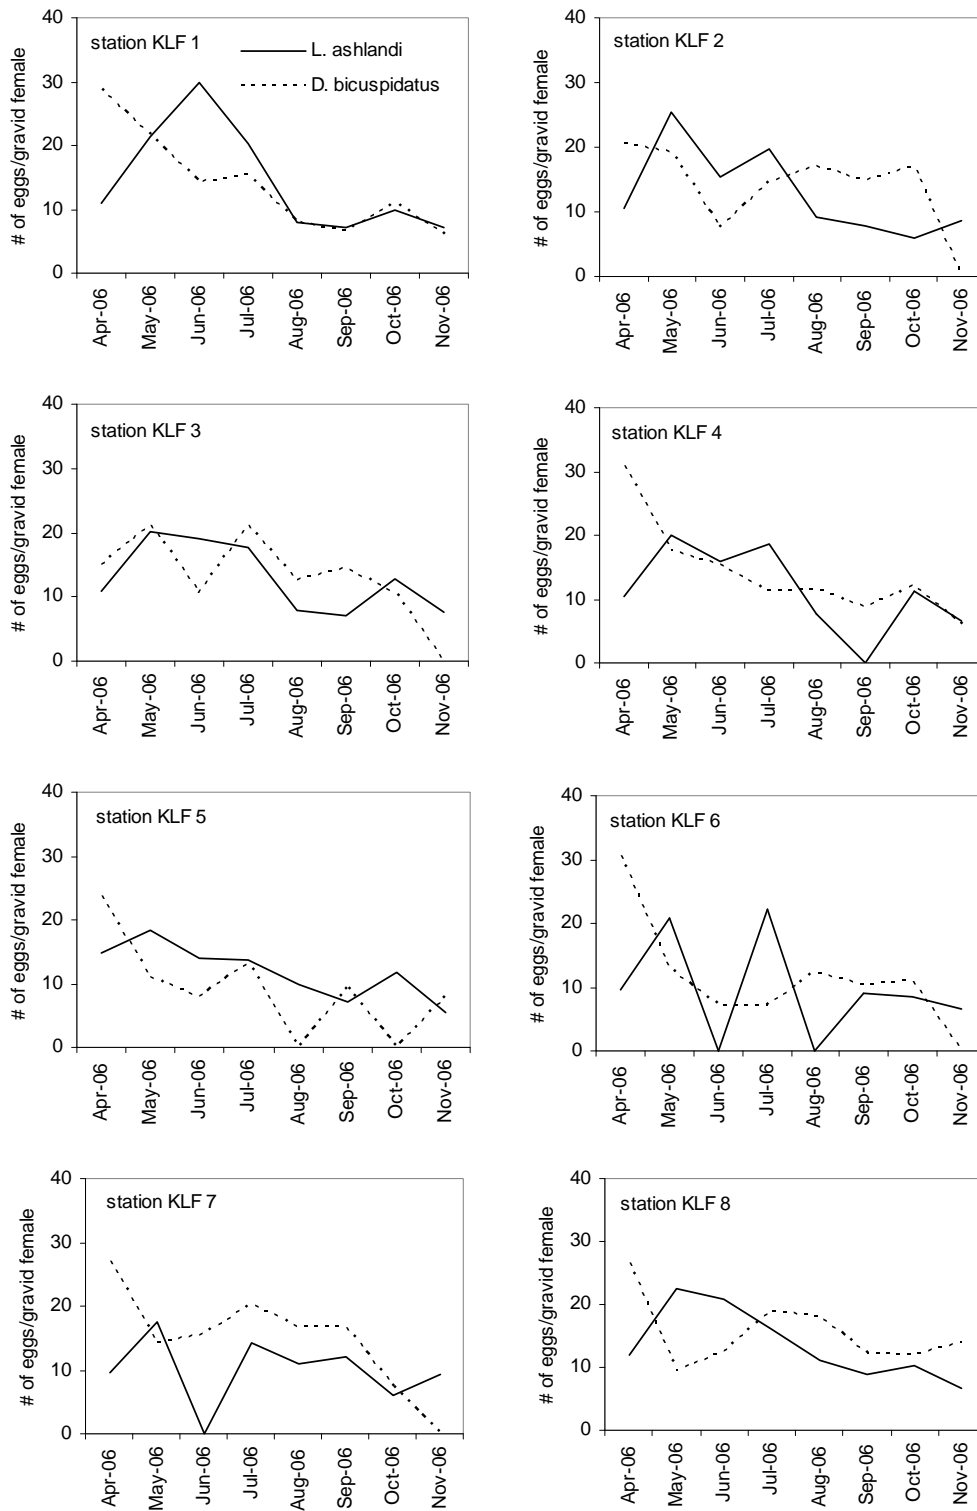 station KLF 1
L. ashlandi
D. bicuspidatus
# of eggs/gravid female
40
30
20
10
0
Apr-06
May-06
Jun-06
Jul-06
Aug-06
Sep-06
Oct-06
Nov-06
station KLF 2
# of eggs/gravid female
40
30
20
10
0
Apr-06
May-06
Jun-06
Jul-06
Aug-06
Sep-06
Oct-06
Nov-06
station KLF 3
# of eggs/gravid female
40
30
20
10
0
Apr-06
May-06
Jun-06
Jul-06
Aug-06
Sep-06
Oct-06
Nov-06
station KLF 4
# of eggs/gravid female
40
30
20
10
0
Apr-06
May-06
Jun-06
Jul-06
Aug-06
Sep-06
Oct-06
Nov-06
station KLF 5
# of eggs/gravid female
40
30
20
10
0
Apr-06
May-06
Jun-06
Jul-06
Aug-06
Sep-06
Oct-06
Nov-06
station KLF 6
# of eggs/gravid female
40
30
20
10
0
Apr-06
May-06
Jun-06
Jul-06
Aug-06
Sep-06
Oct-06
Nov-06
station KLF 7
# of eggs/gravid female
40
30
20
10
0
Apr-06
May-06
Jun-06
Jul-06
Aug-06
Sep-06
Oct-06
Nov-06
station KLF 8
# of eggs/gravid female
40
30
20
10
0
Apr-06
May-06
Jun-06
Jul-06
Aug-06
Sep-06
Oct-06
Nov-06